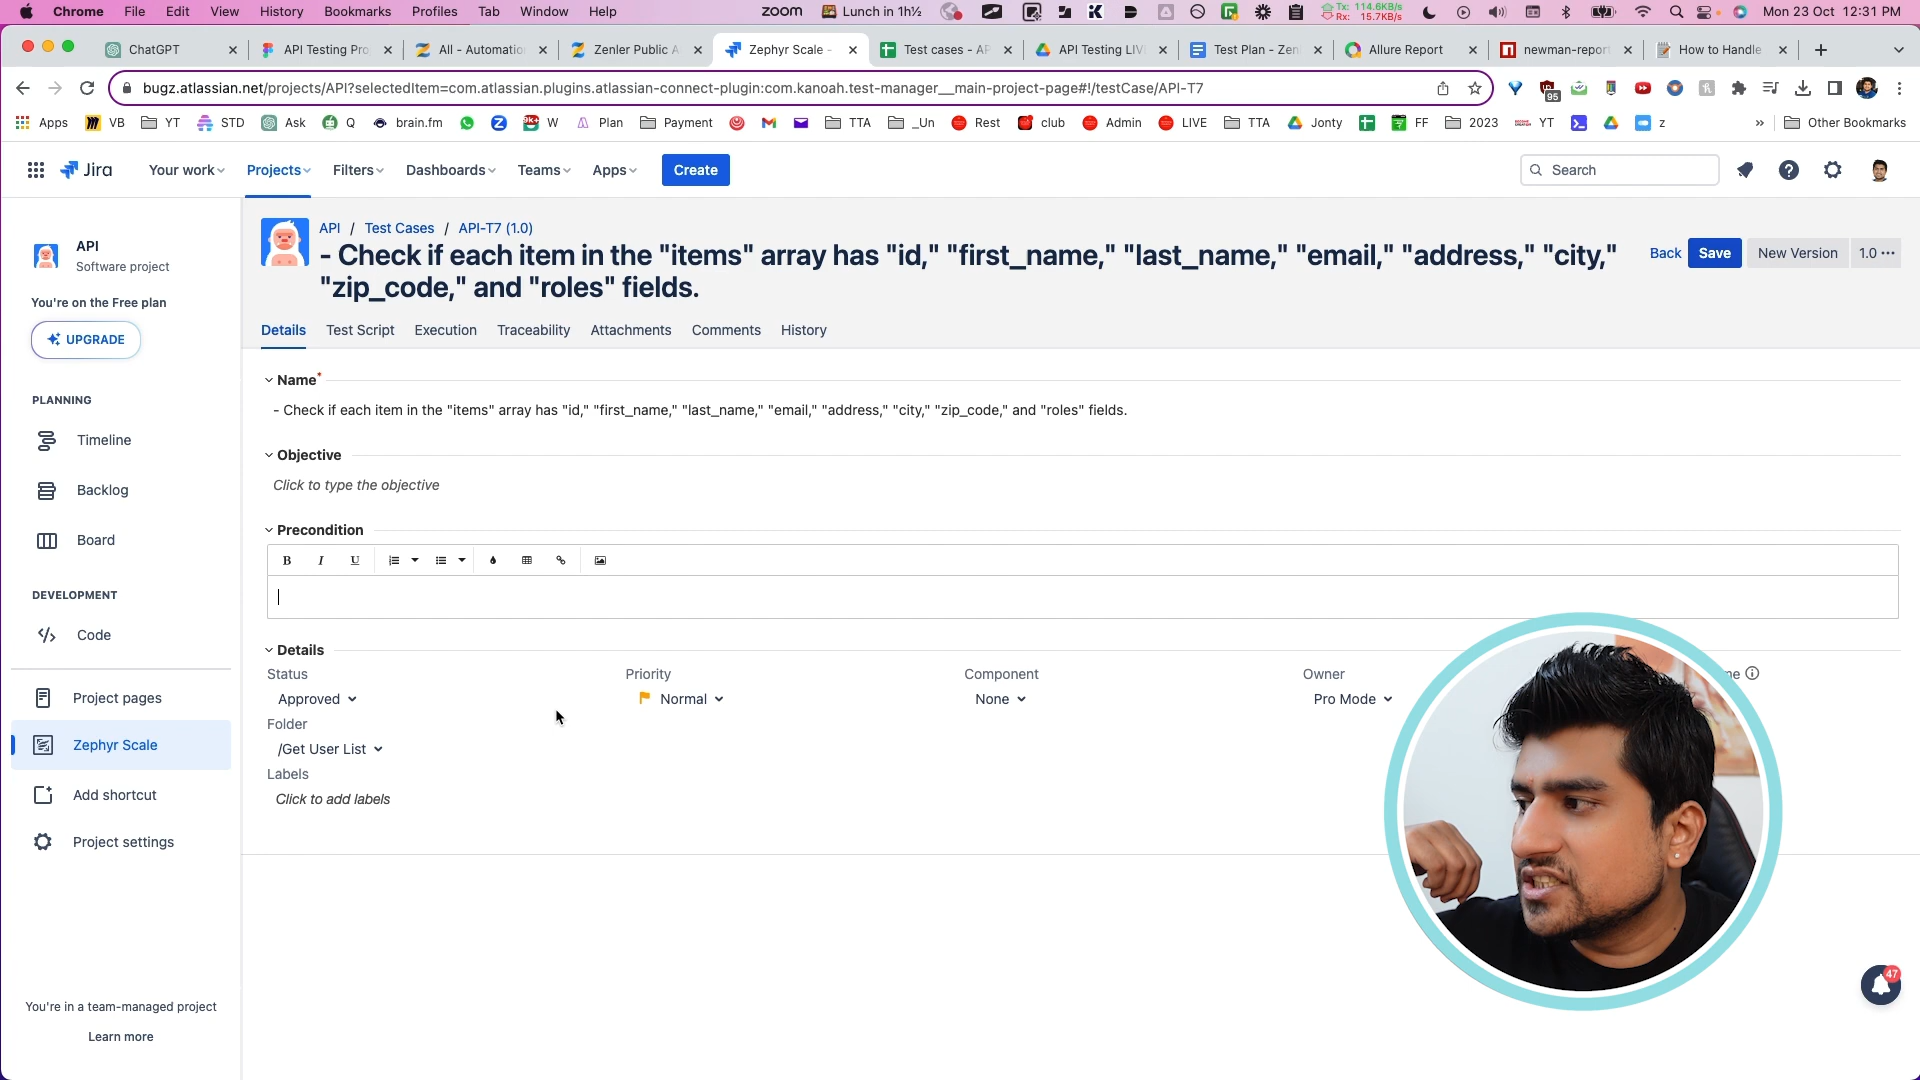 Chrome File Edit View History Bookmarks Profiles Tab Window Help zoom Lunch in 1h½ Tx: 114.6KB/s Rx: 15.7KB/s Mon 23 Oct 12:31 PM
ChatGPT API Testing Pro All - Automatio Zenler Public A Zephyr Scale - Test cases - AP API Testing LIV Test Plan - Zen Allure Report newman-repor How to Handle
bugz.atlassian.net/projects/API?selectedItem=com.atlassian.plugins.atlassian-connect-plugin:com.kanoah.test-manager__main-project-page#!/testCase/API-T7 95
Apps VB YT STD Ask Q brain.fm 9K+ W Plan Payment TTA _Un Rest club Admin LIVE TTA Jonty FF 2023 YT z » Other Bookmarks
Jira Your work Projects Filters Dashboards Teams Apps Create Search
API
Software project
You're on the Free plan
UPGRADE
PLANNING
Timeline
Backlog
Board
DEVELOPMENT
Code
Project pages
Zephyr Scale
Add shortcut
Project settings
You're in a team-managed project
Learn more
API / Test Cases / API-T7 (1.0)
- Check if each item in the "items" array has "id," "first_name," "last_name," "email," "address," "city,"
"zip_code," and "roles" fields.
Back Save New Version 1.0
Details Test Script Execution Traceability Attachments Comments History
Name*
- Check if each item in the "items" array has "id," "first_name," "last_name," "email," "address," "city," "zip_code," and "roles" fields.
Objective
Click to type the objective
Precondition
B I U
Details
Status Priority Component Owner
Approved Normal None Pro Mode
Folder
/Get User List
Labels
Click to add labels
47